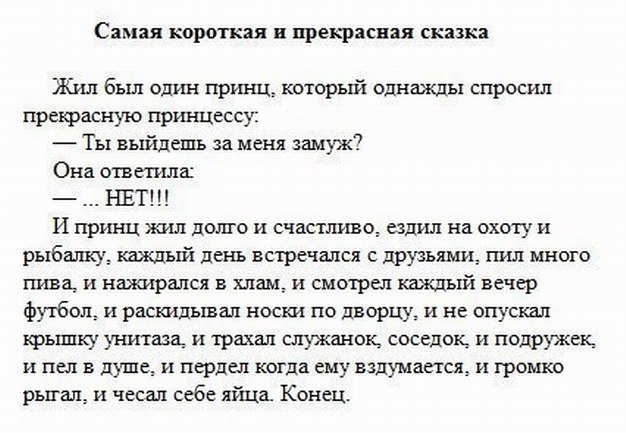 Самая короткая и прекрасная сказка
Жил был один принц, который однажды спросил
прекрасную принцессу:
— Ты выйдешь за меня замуж?
Она ответила:
— ... НЕТ!!!
И принц жил долго и счастливо, ездил на охоту и
рыбалку, каждый день встречался с друзьями, пил много
пива, и нажирался в хлам, и смотрел каждый вечер
футбол, и раскидывал носки по дворцу, и не опускал
крышку унитаза, и трахал служанок, соседок, и подружек,
и пел в душе, и пердел когда ему вздумается, и громко
рыгал, и чесал себе яйца. Конец.